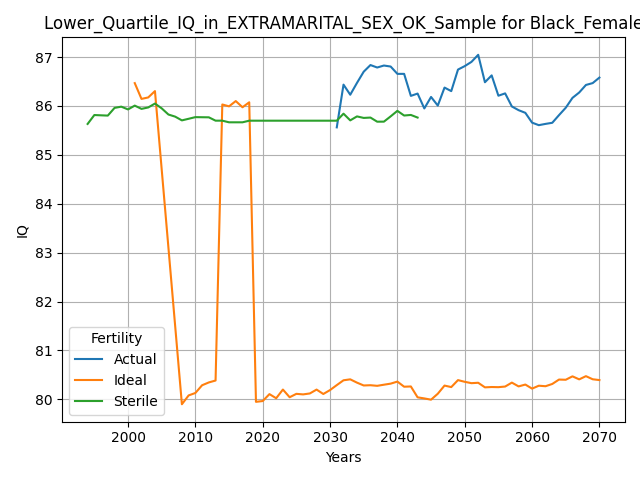 Lower_Quartile_IQ_in_EXTRAMARITAL_SEX_OK_Sample for Black_Female
87
86
85
84
83
82
81
80
IQ
Fertility
Actual
Ideal
Sterile
2000 2010 2020 2030 2040 2050 2060 2070
Years